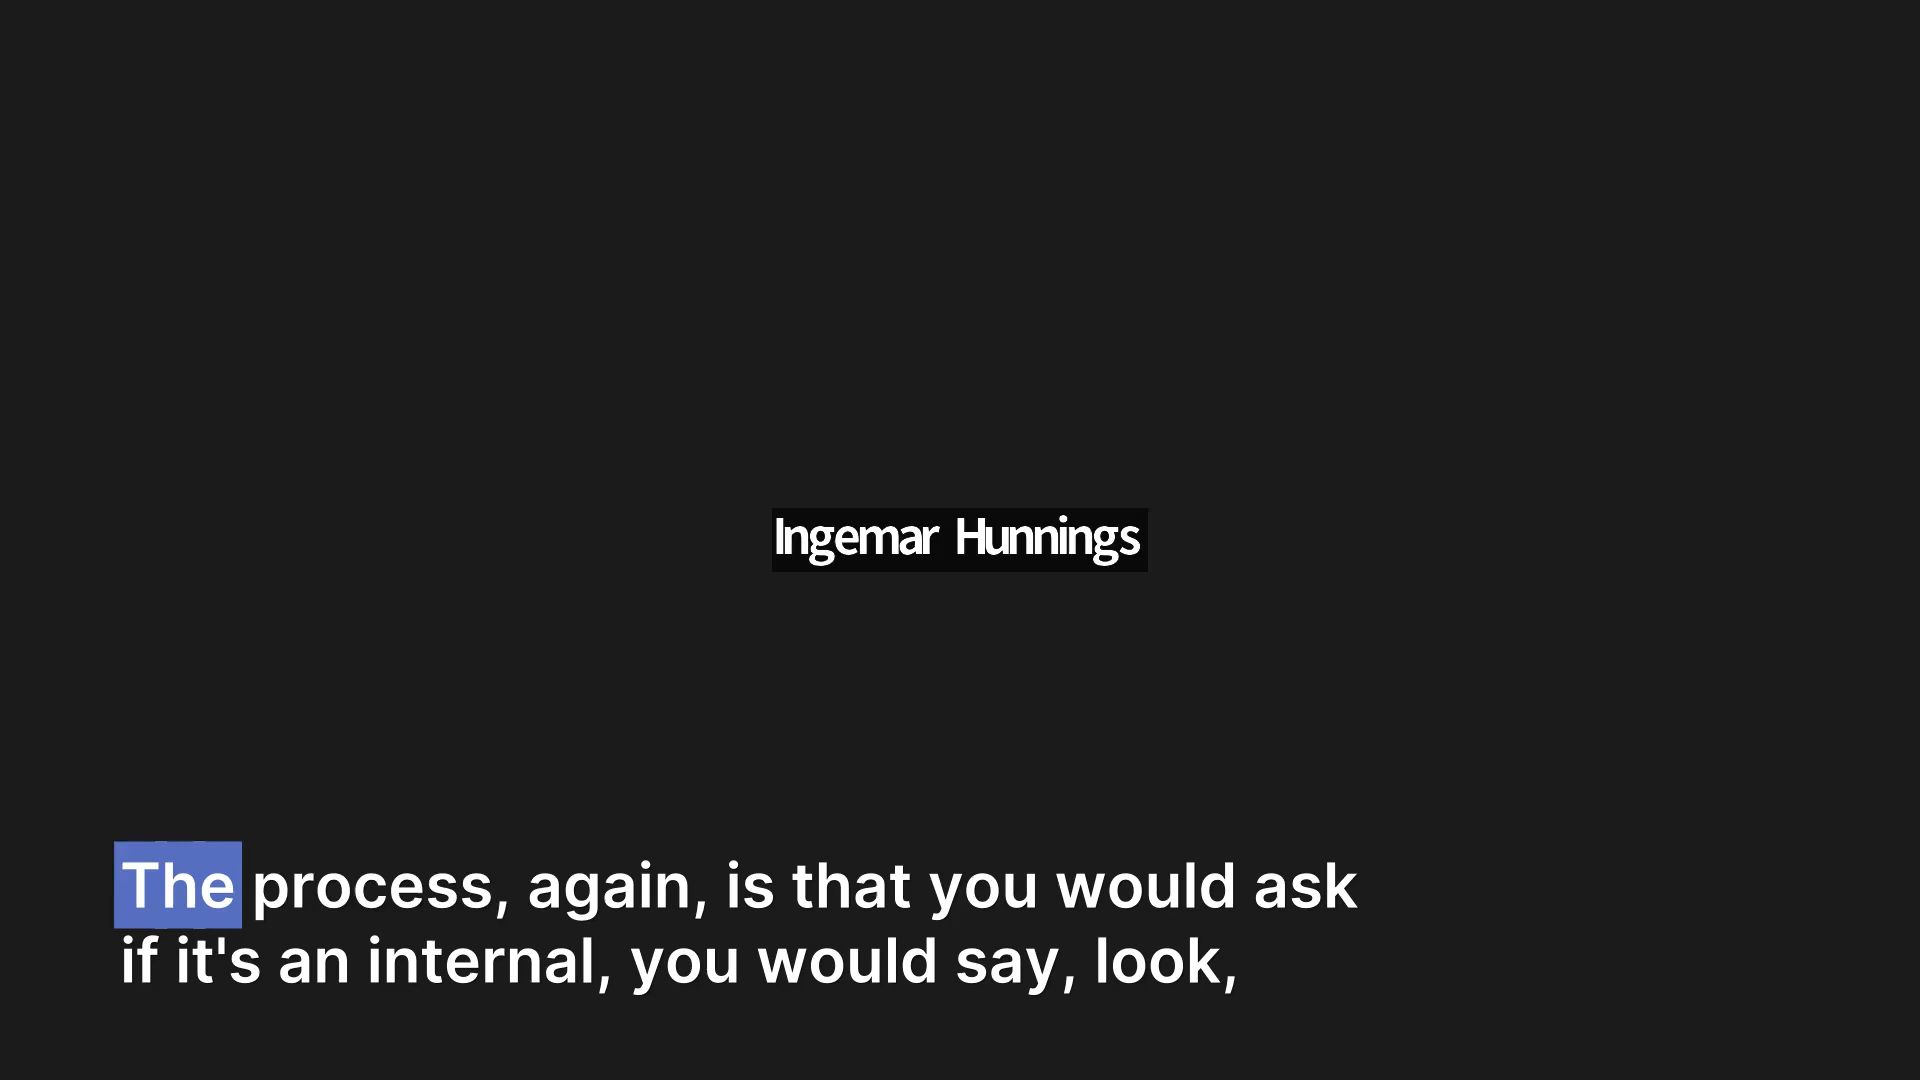 Ingemar Hunnings
The process, again, is that you would ask
if it's an internal, you would say, look,